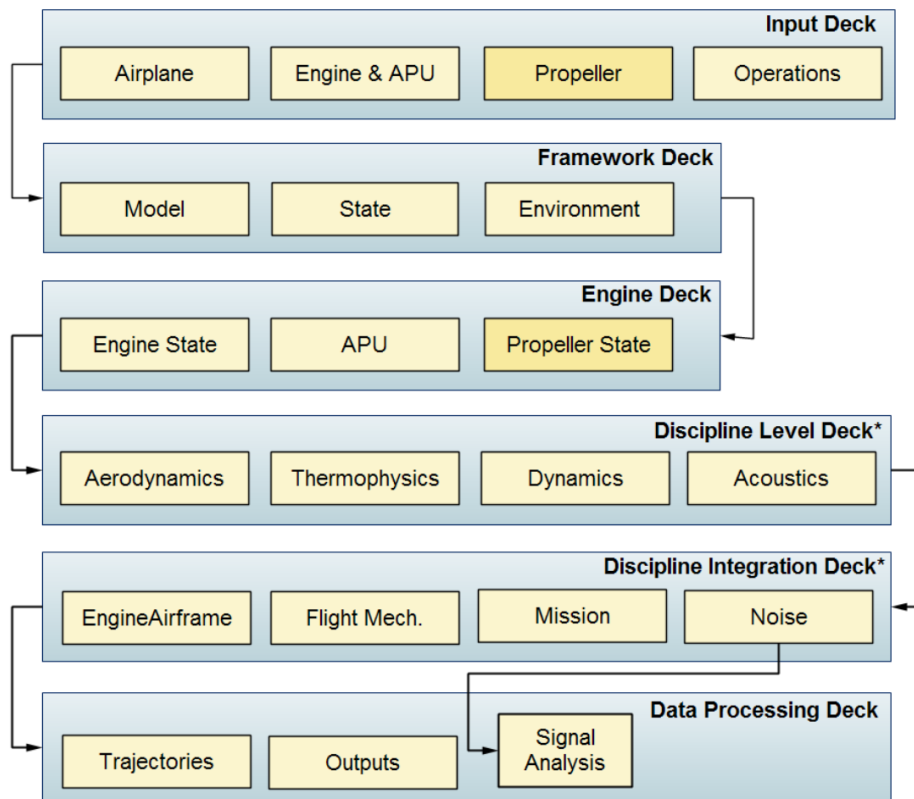 Input Deck
Airplane
Engine & APU
Propeller
Operations
Framework Deck
Model
State
Environment
Engine Deck
Engine State
APU
Propeller State
Discipline Level Deck*
Aerodynamics
Thermophysics
Dynamics
Acoustics
Discipline Integration Deck*
EngineAirframe
Flight Mech.
Mission
Noise
Data Processing Deck
Trajectories
Outputs
Signal
Analysis